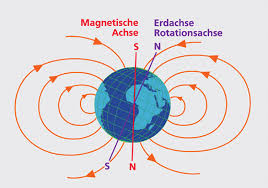 Magnetische Achse
Erdachse Rotationsachse
S N
S N